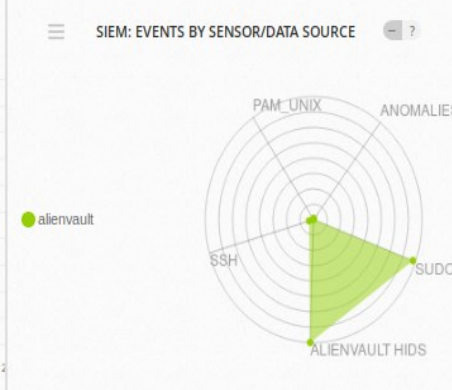 SIEM: EVENTS BY SENSOR/DATA SOURCE
− ?
PAM_UNIX
ANOMALIES
alienvault
SSH
SUDO
ALIENVAULT HIDS